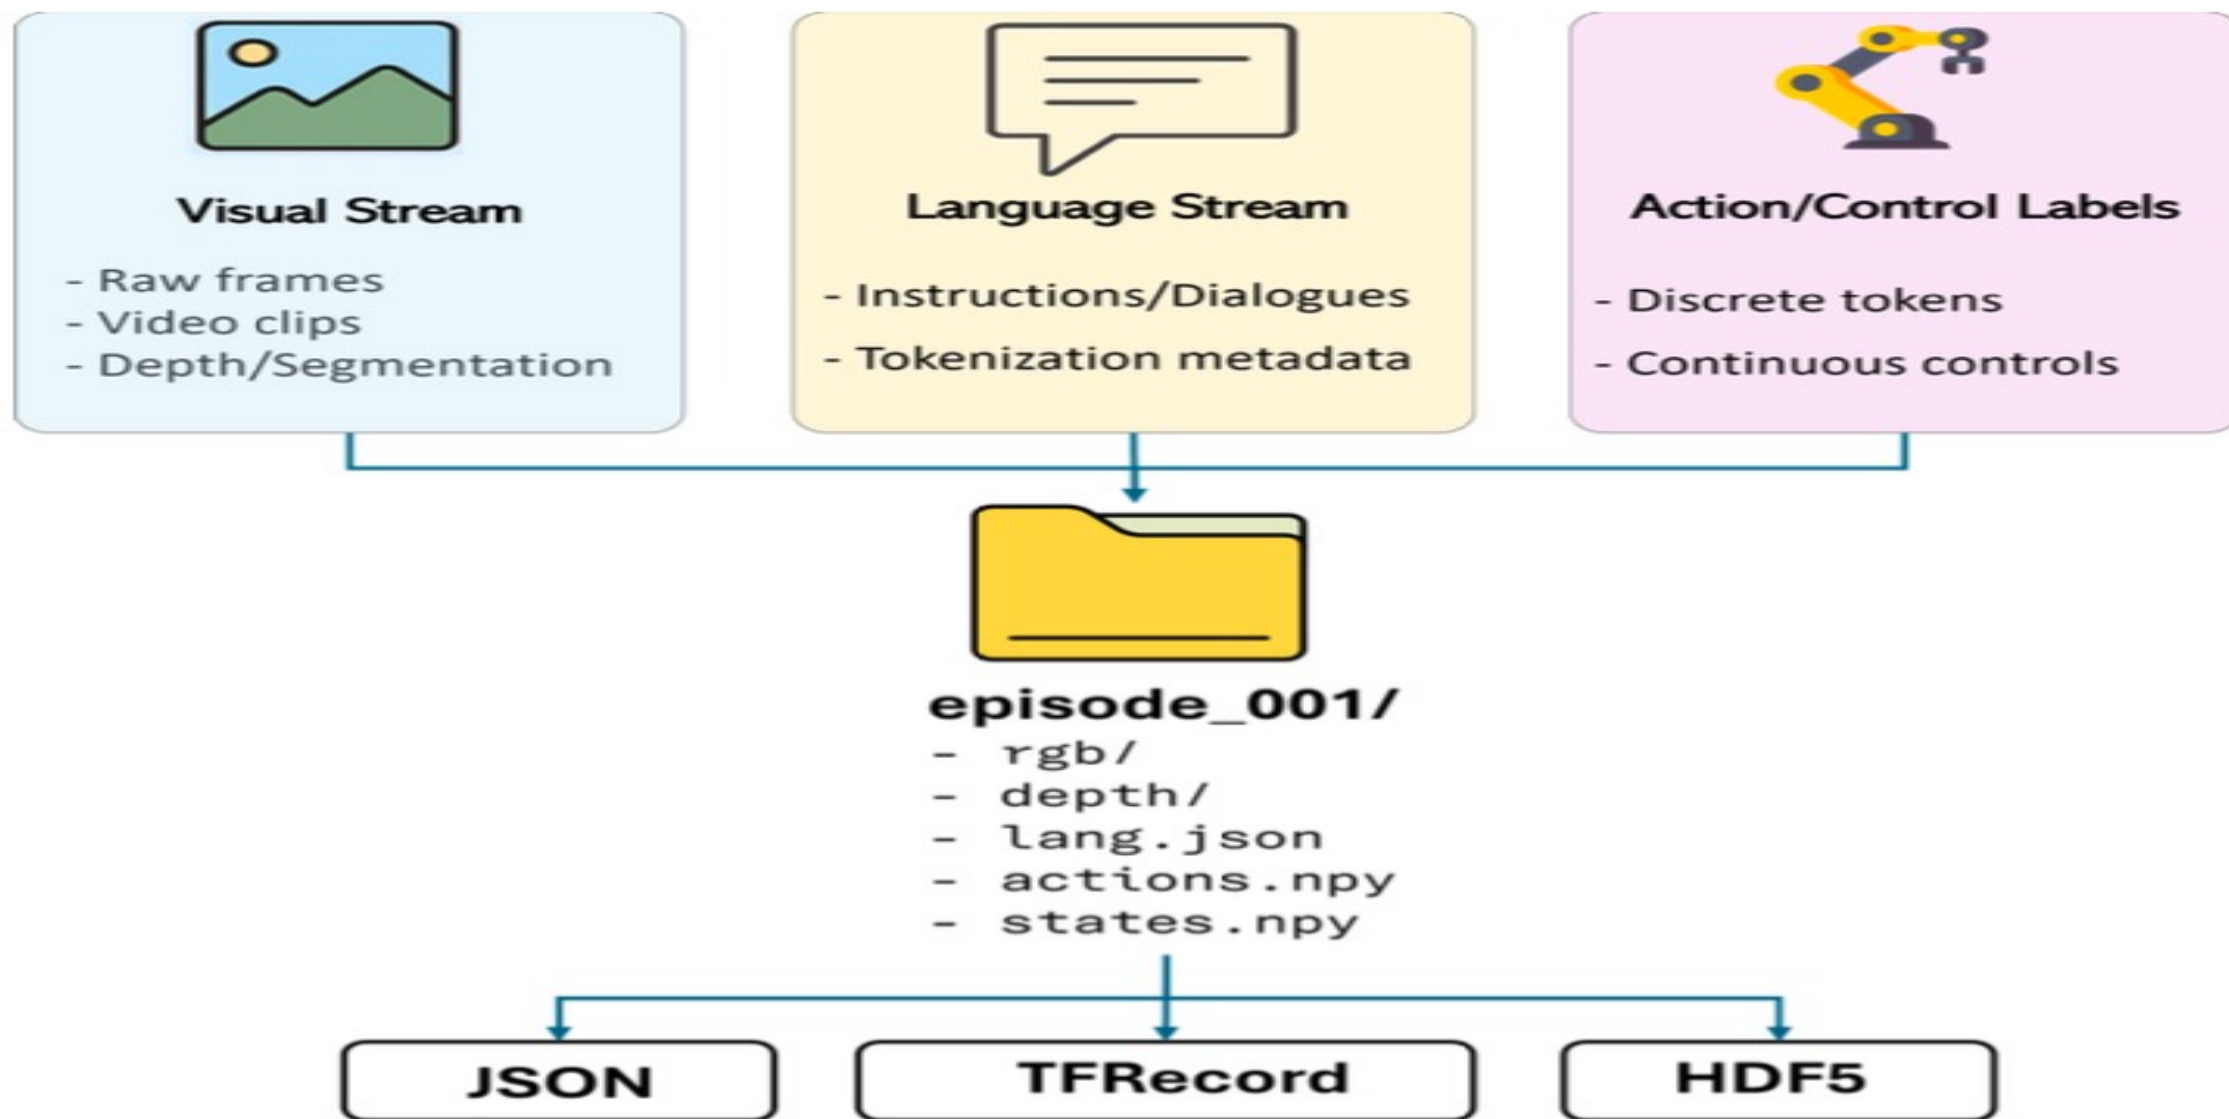 Visual Stream
- Raw frames
- Video clips
- Depth/Segmentation
Language Stream
- Instructions/Dialogues
- Tokenization metadata
Action/Control Labels
- Discrete tokens
- Continuous controls
episode_001/
- rgb/
- depth/
- lang.json
- actions.npy
- states.npy
JSON
TFRecord
HDF5